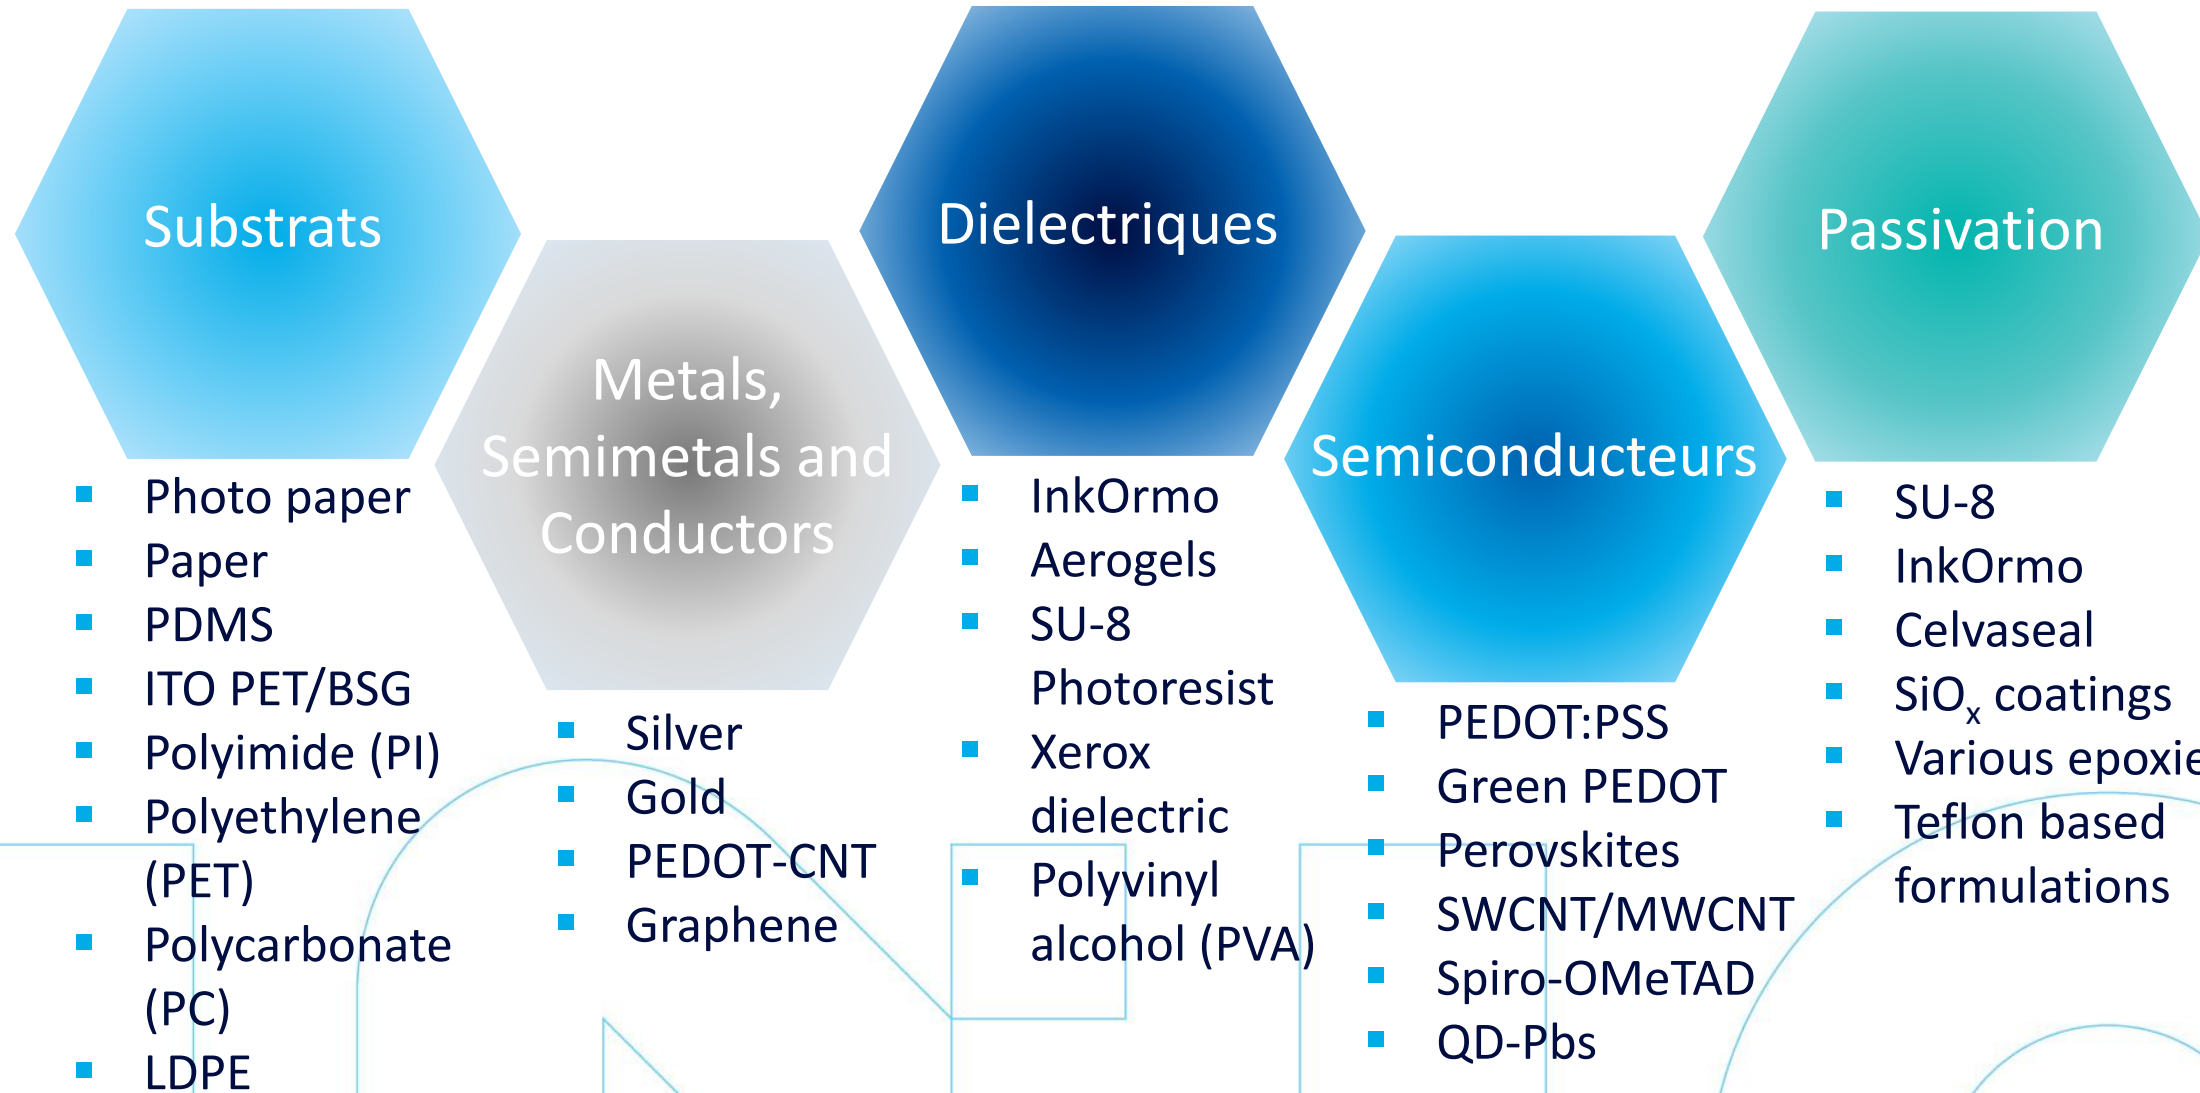 Substrats
Photo paper
Paper
PDMS
ITO PET/BSG
Polyimide (PI)
Polyethylene
(PET)
Polycarbonate
(PC)
LDPE
Metals,
Semimetals and
Conductors
Silver
Gold
PEDOT-CNT
Graphene
Dielectriques
InkOrmo
Aerogels
SU-8
Photoresist
Xerox
dielectric
Polyvinyl
alcohol (PVA)
Semiconducteurs
PEDOT:PSS
Green PEDOT
Perovskites
SWCNT/MWCNT
Spiro-OMeTAD
QD-Pbs
Passivation
SU-8
InkOrmo
Celvaseal
SiOx coatings
Various epoxie
Teflon based
formulations